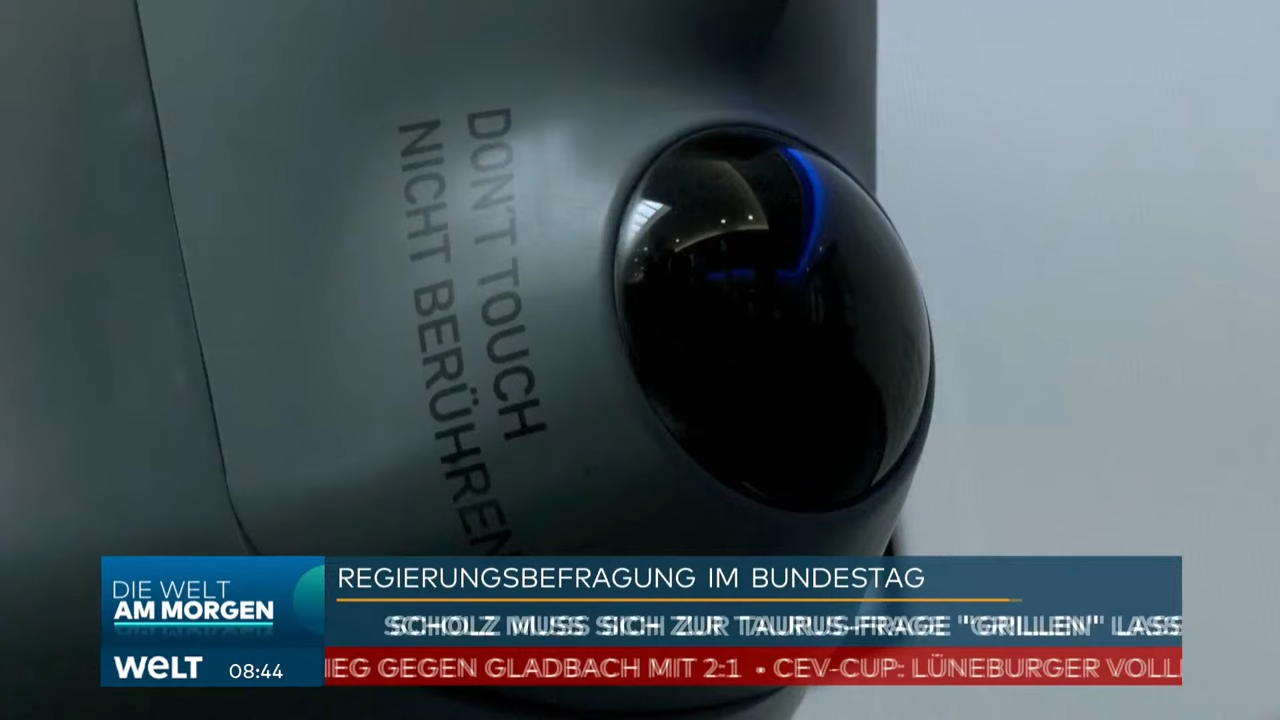 DON'T TOUCH
NICHT BERÜHREN
DIE WELT
AM MORGEN
REGIERUNGSBEFRAGUNG IM BUNDESTAG
SCHOLZ MUSS SICH ZUR TAURUS-FRAGE "GRILLEN" LASS
WELT 08:44
IEG GEGEN GLADBACH MIT 2:1 • CEV-CUP: LÜNEBURGER VOLL